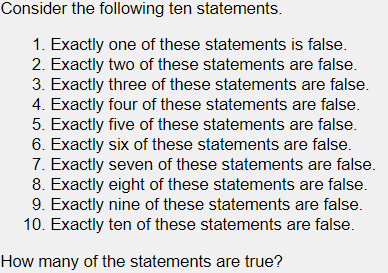 Consider the following ten statements.
1. Exactly one of these statements is false.
2. Exactly two of these statements are false.
3. Exactly three of these statements are false.
4. Exactly four of these statements are false.
5. Exactly five of these statements are false.
6. Exactly six of these statements are false.
7. Exactly seven of these statements are false.
8. Exactly eight of these statements are false.
9. Exactly nine of these statements are false.
10. Exactly ten of these statements are false.
How many of the statements are true?